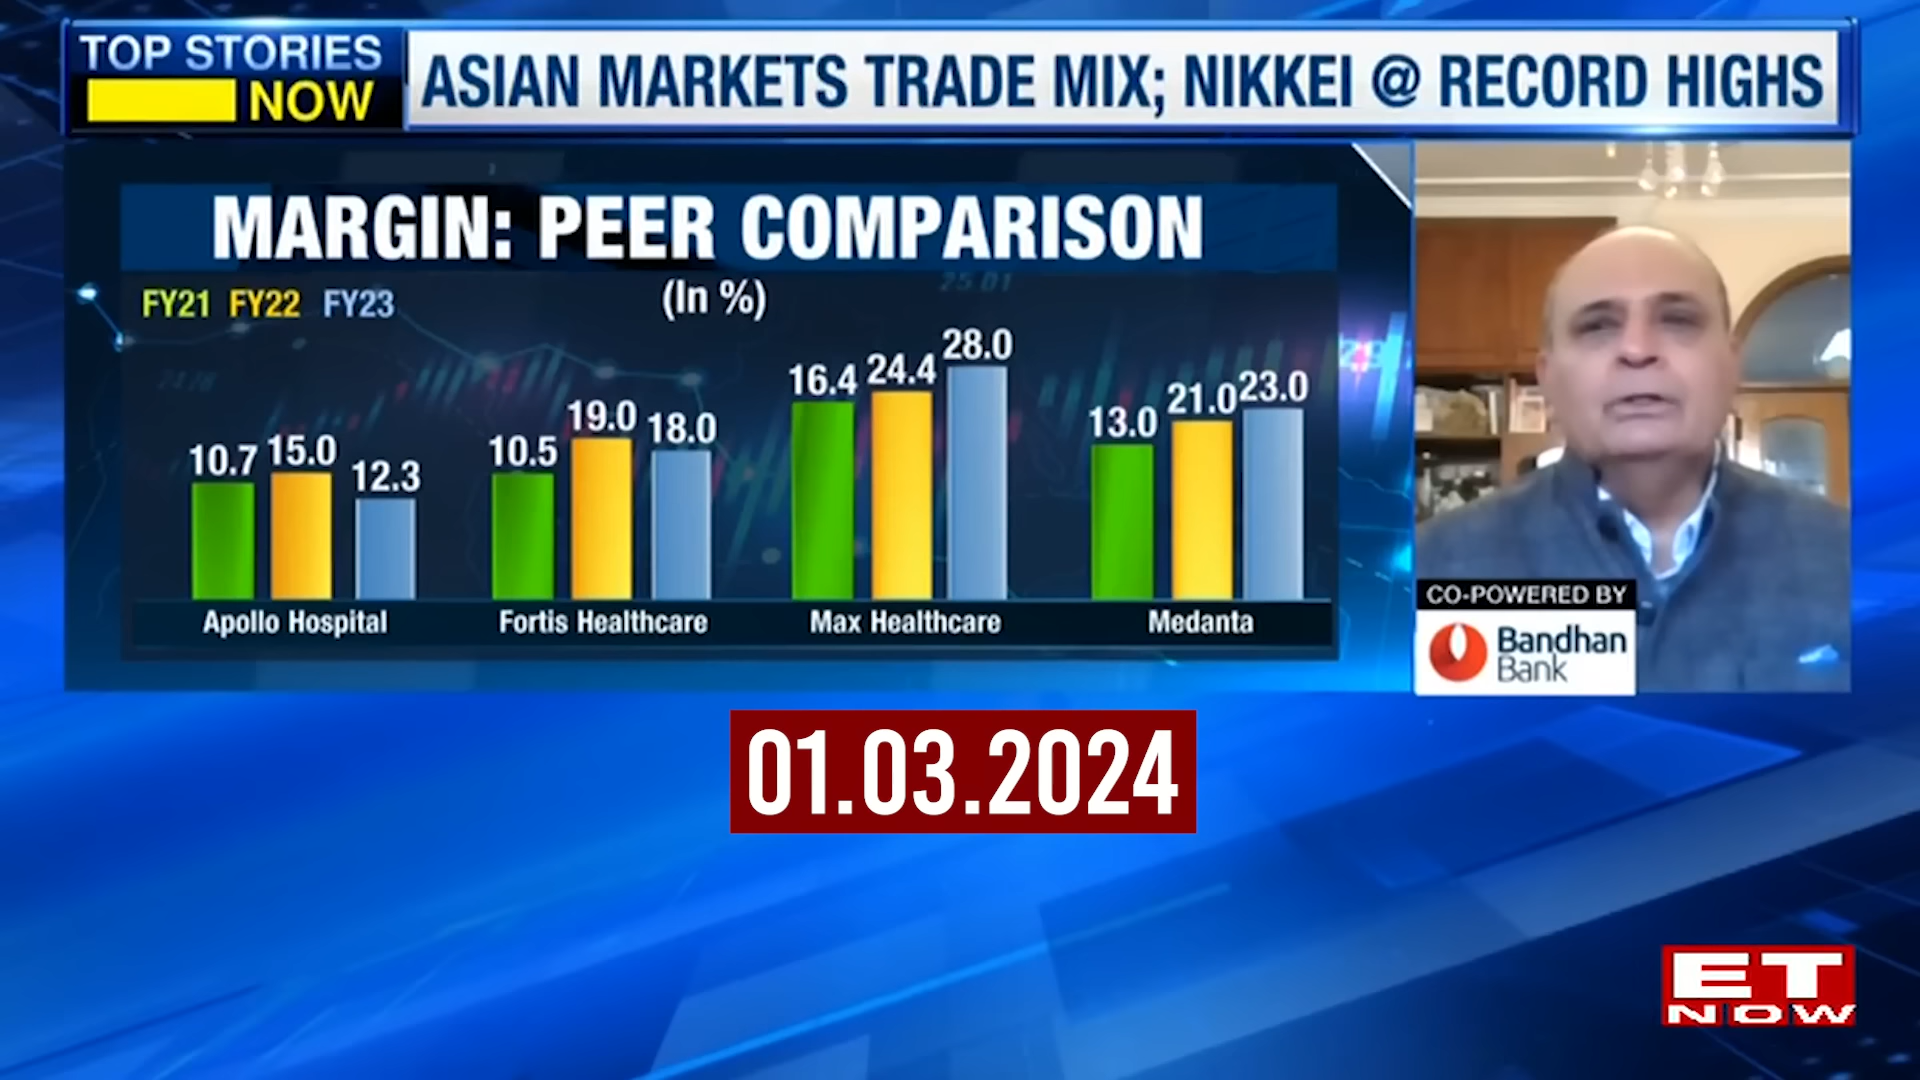 TOP STORIES
NOW
ASIAN MARKETS TRADE MIX; NIKKEI @ RECORD HIGHS
MARGIN: PEER COMPARISON
FY21 FY22 FY23
(In %)
25.01
10.7 15.0 12.3
10.5 19.0 18.0
16.4 24.4 28.0
13.0 21.0 23.0
Apollo Hospital
Fortis Healthcare
Max Healthcare
Medanta
CO-POWERED BY
Bandhan
Bank
01.03.2024
ET
NOW